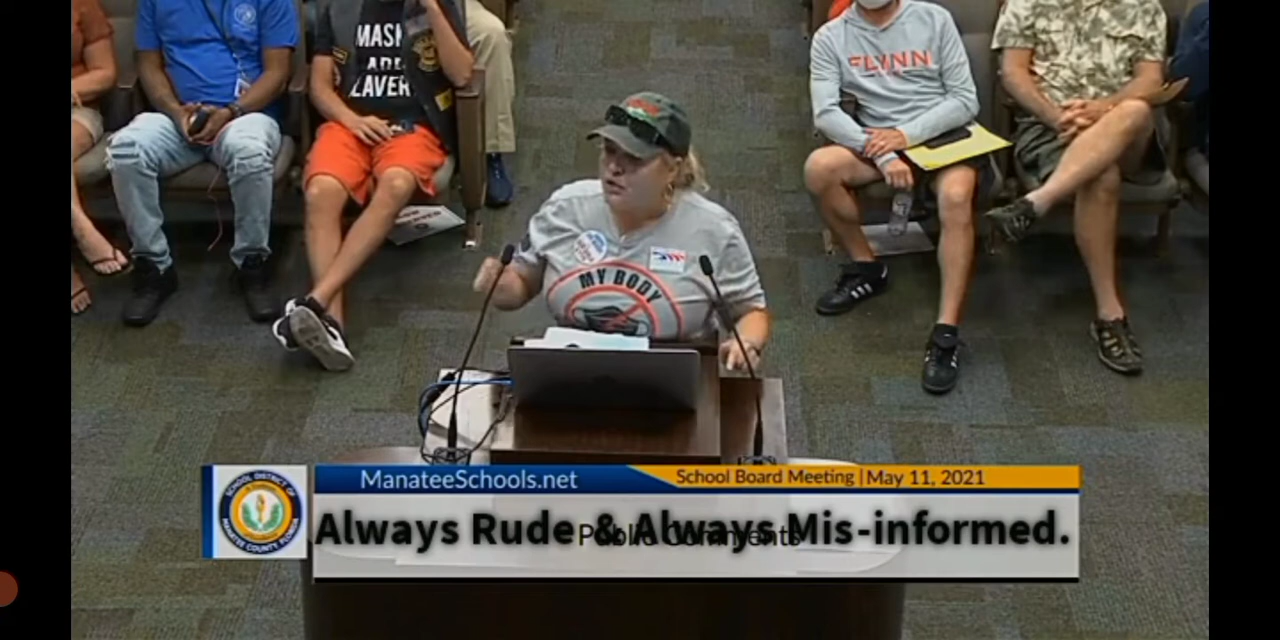 MASK
ARE
FLYNN
MY BODY
ManateeSchools.net
School Board Meeting | May 11, 2021
SCHOOL DISTRICT OF
MANATEE COUNTY FLORIDA
Always Rude & Always Mis-informed.
Public Comments